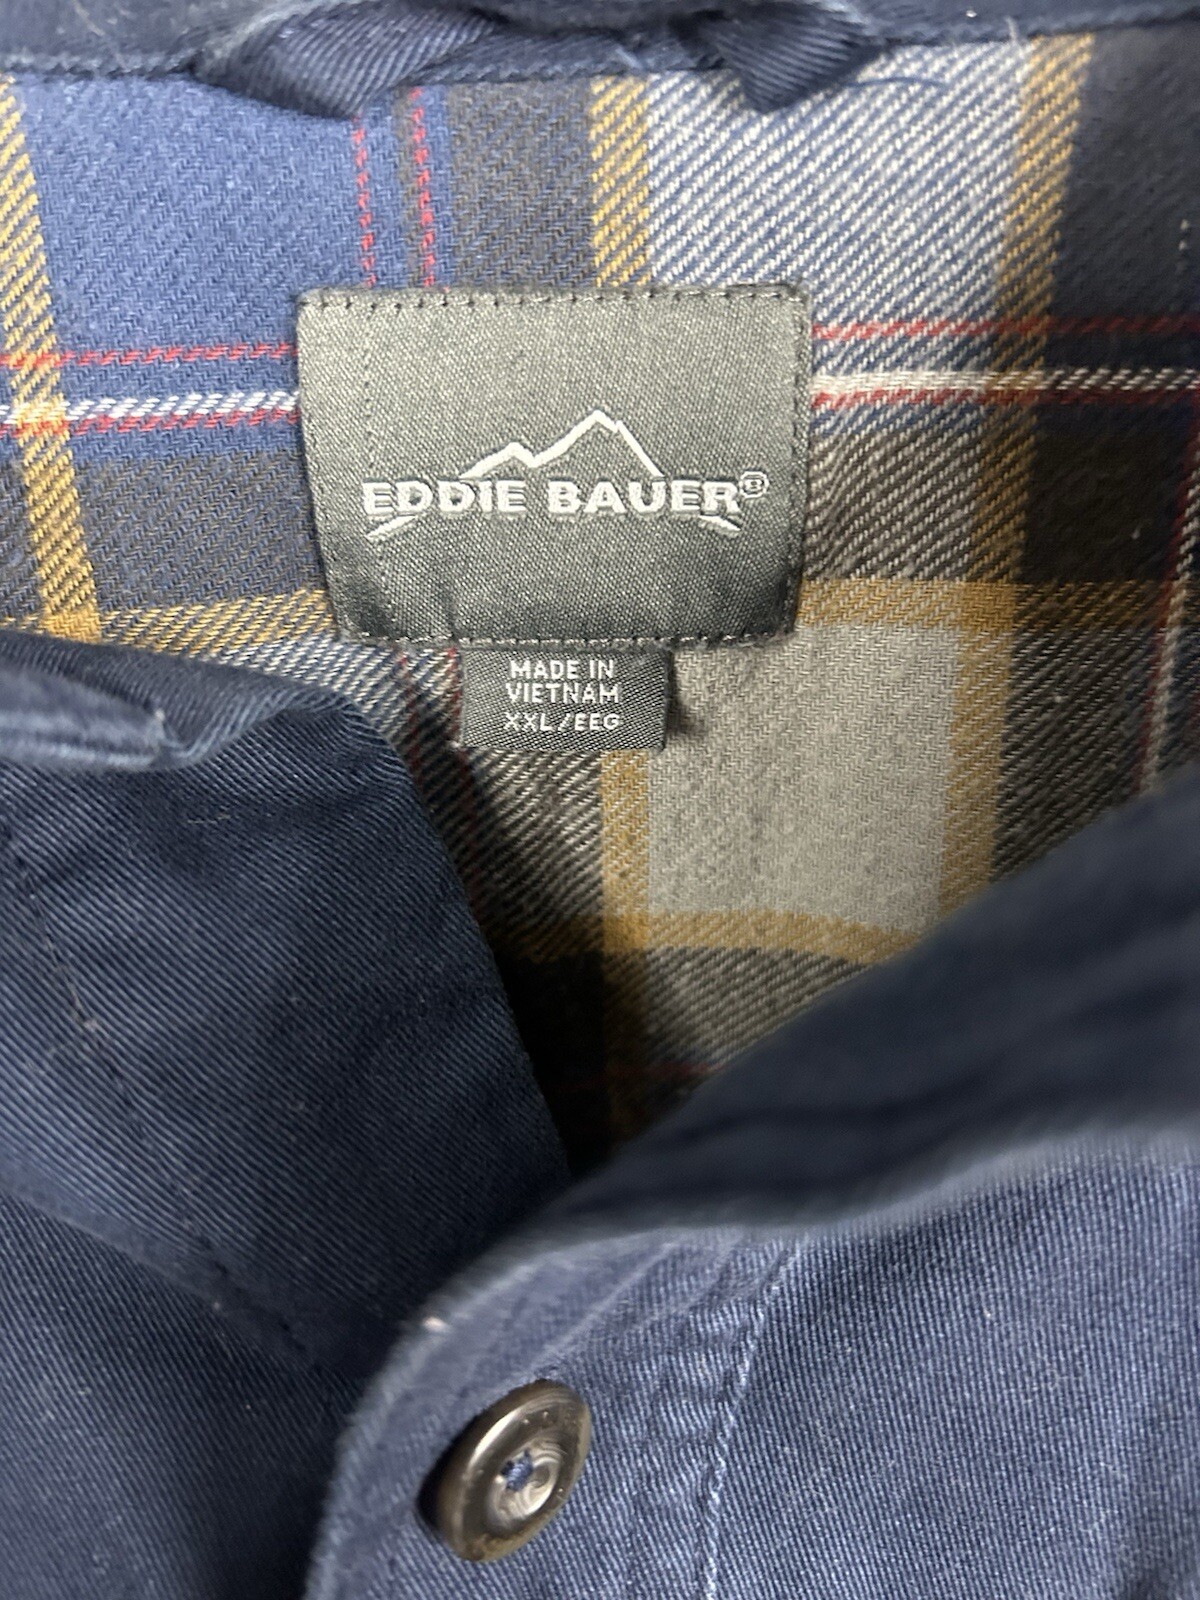 EDDIE BAUER®
MADE IN
VIETNAM
XXL/EEG